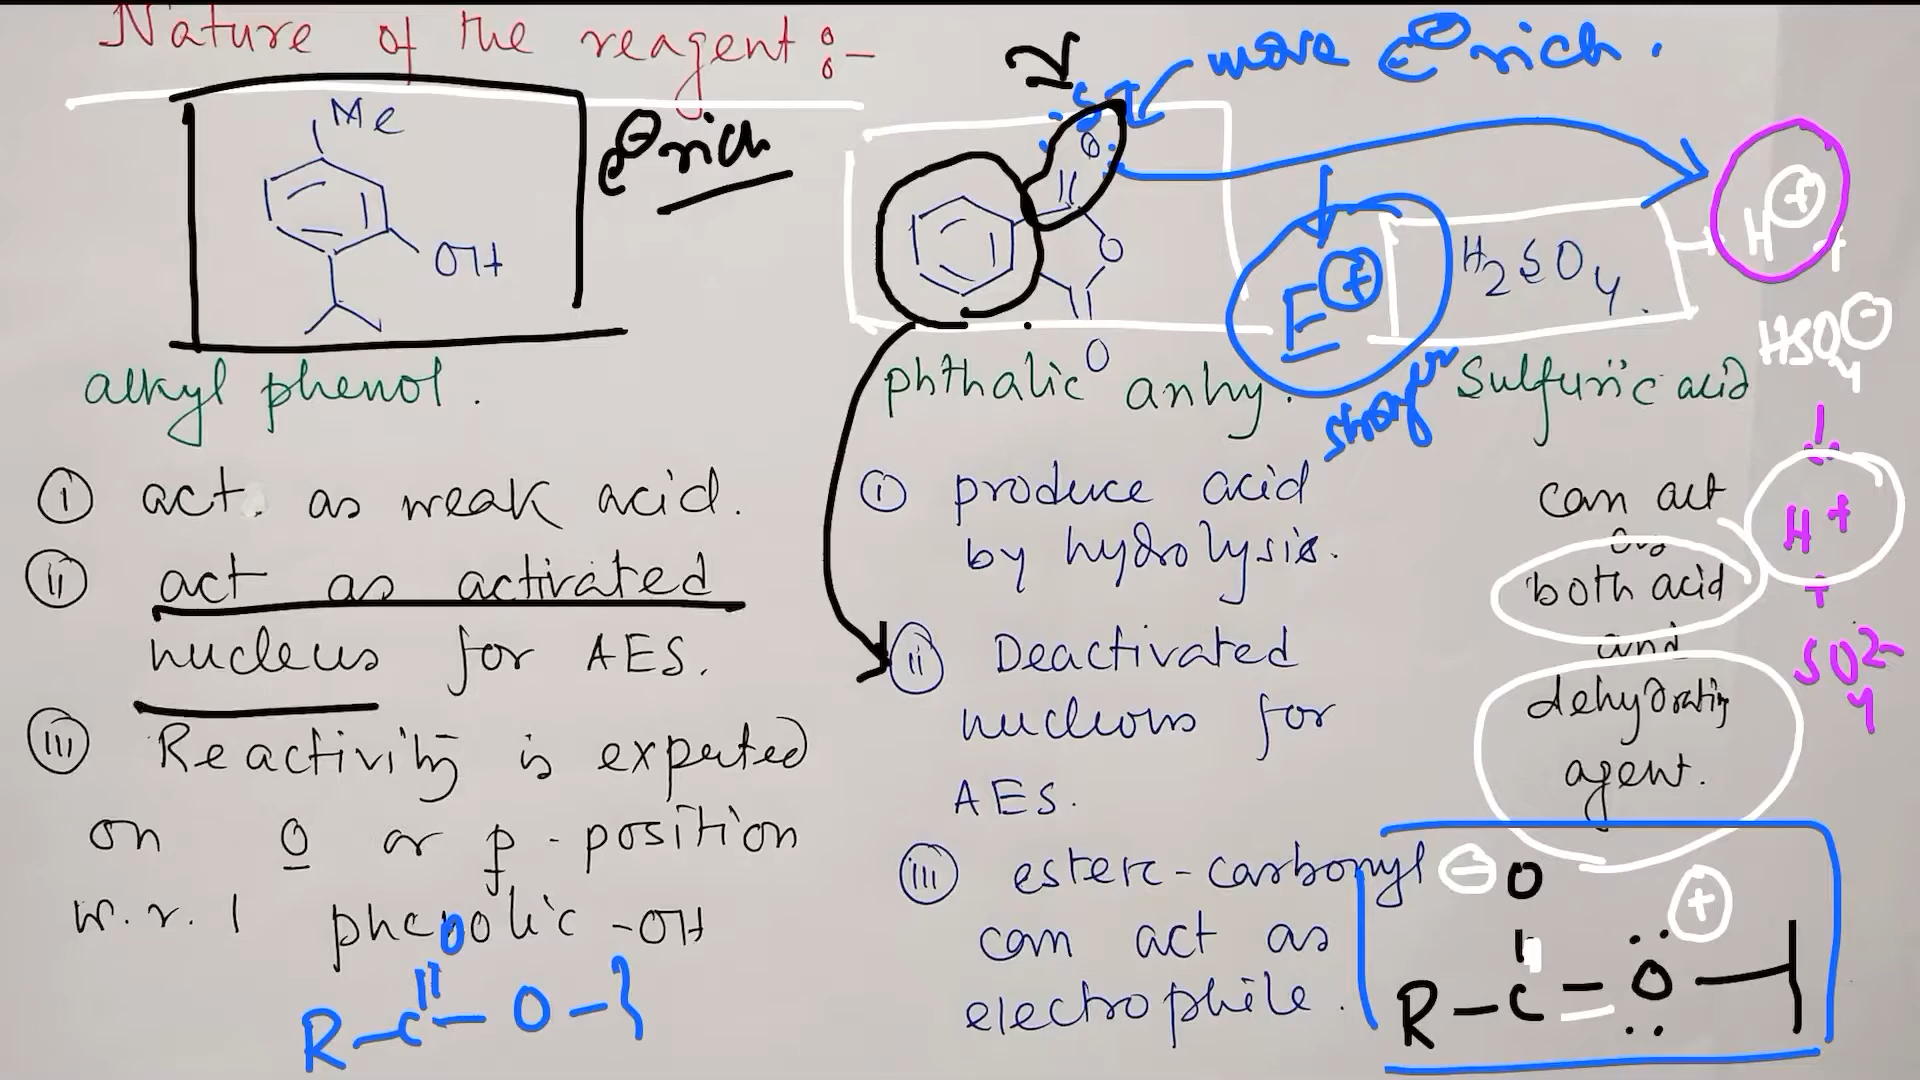 Nature of the reagent :-
more e⊖ rich.
Me
e⊖ rich
OH
O
O
O
E⊕
H2SO4
H⊕
+
HSO4⊖
stronger
alkyl phenol.
phthalic anhy.
Sulfuric acid
(i) act as weak acid.
(ii) act as activated
nucleus for AES.
(iii) Reactivity is expected
on o or p-position
w.r.t phenolic -OH
O
R-C-O-
(i) produce acid
by hydrolysis.
(ii) Deactivated
nucleous for
AES.
(iii) ester-carbonyl
can act as
electrophile.
can act
as
both acid
and
dehydrating
agent.
H+
+
SO4 2-
⊖ O
⊕
R-C=O-